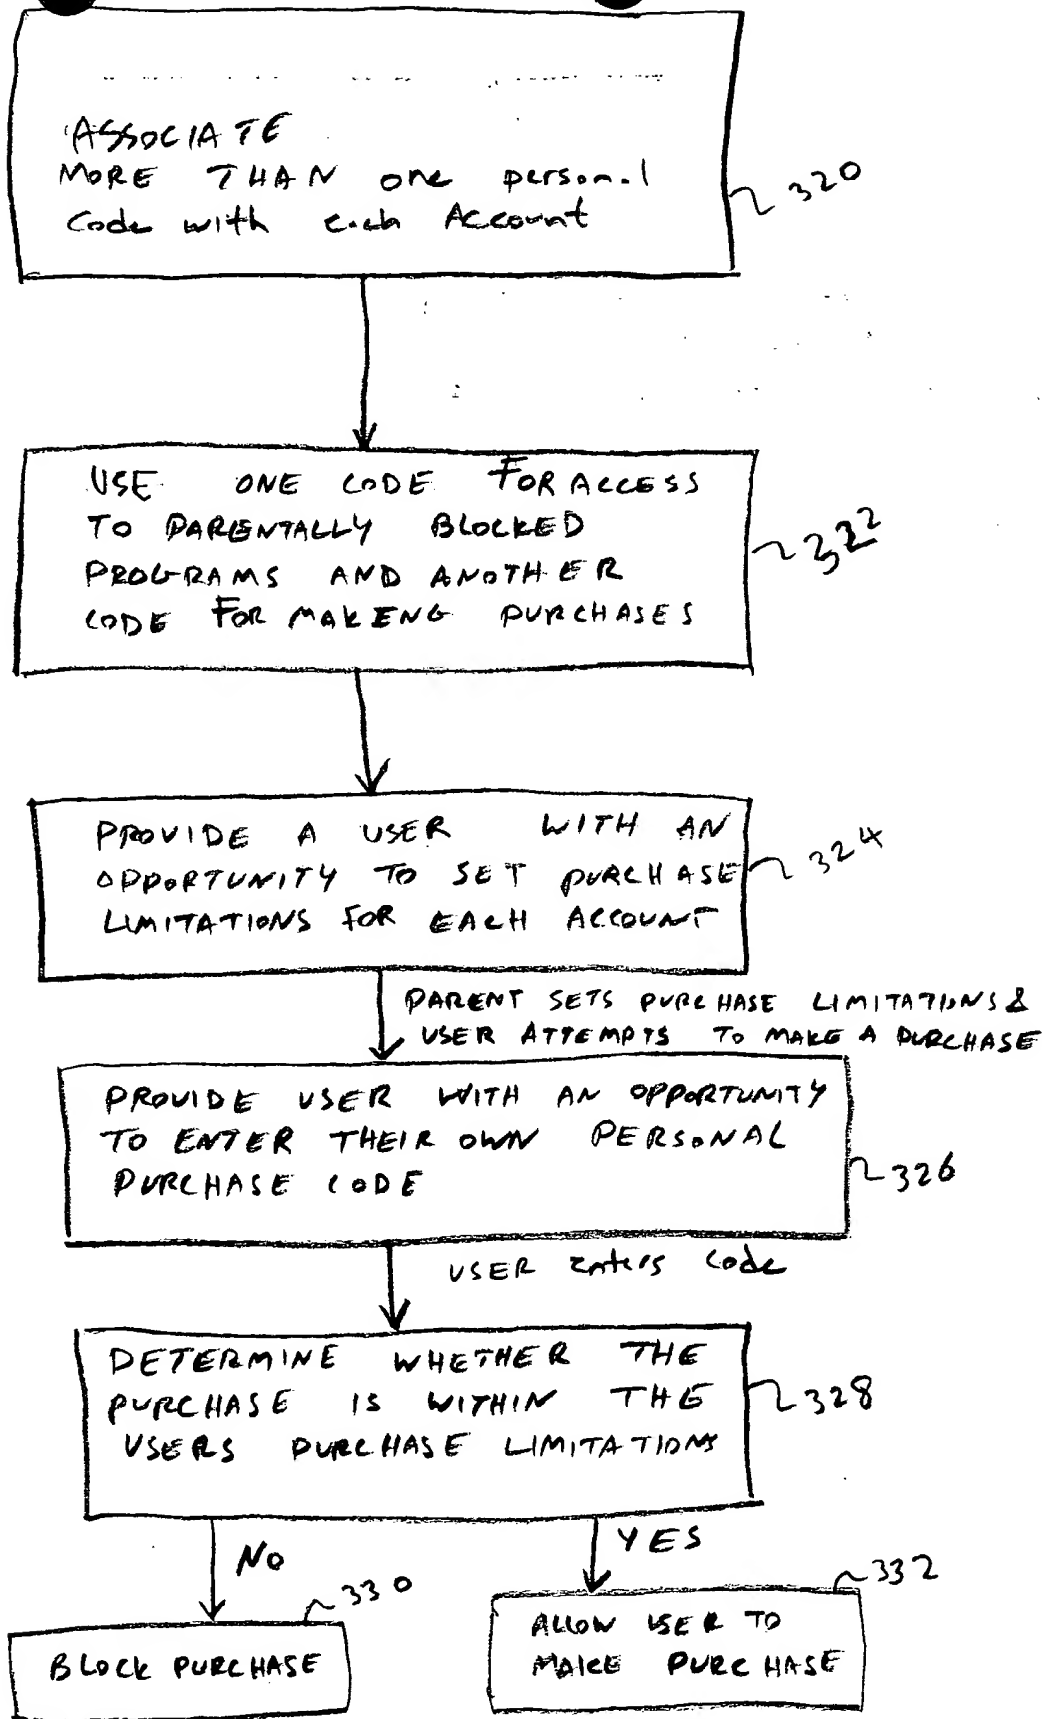 ASSOCIATE
MORE THAN one personal
Code with each Account
320
USE ONE CODE FOR ACCESS
TO PARENTALLY BLOCKED
PROGRAMS AND ANOTHER
CODE FOR MAKENG PURCHASES
322
PROVIDE A USER WITH AN
OPPORTUNITY TO SET PURCHASE
LIMITATIONS FOR EACH ACCOUNT
324
PARENT SETS PURCHASE LIMITATIONS &
USER ATTEMPTS TO MAKE A PURCHASE
PROVIDE USER WITH AN OPPORTUNITY
TO ENTER THEIR OWN PERSONAL
PURCHASE CODE
326
USER Enters Code
DETERMINE WHETHER THE
PURCHASE IS WITHIN THE
USERS PURCHASE LIMITATIONS
328
NO
YES
330
332
BLOCK PURCHASE
ALLOW USER TO
MAKE PURCHASE